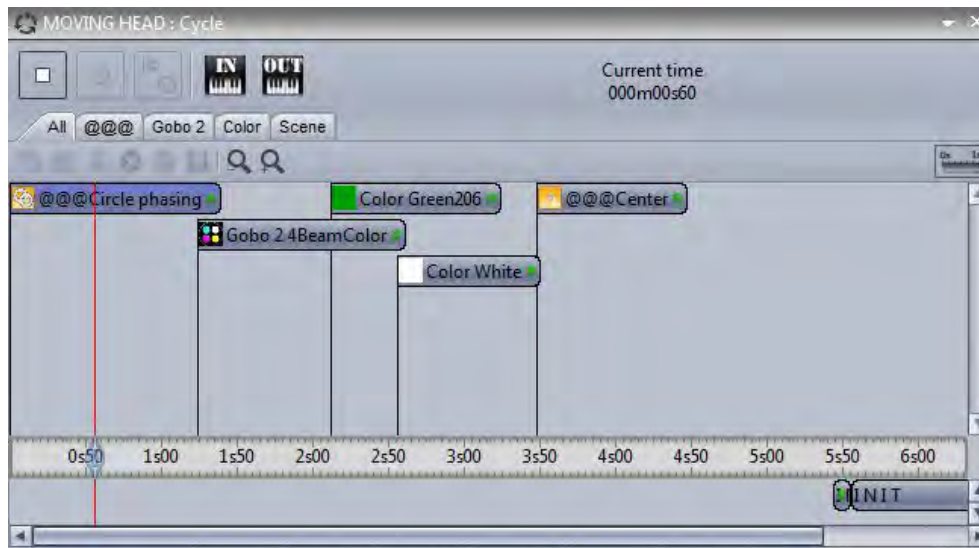 MOVING HEAD : Cycle
IN OUT
Current time
000m00s60
All @@@ Gobo 2 Color Scene
@@@Circle phasing Color Green206 @@@Center
Gobo 2 4BeamColor
Color White
0s50 1s00 1s50 2s00 2s50 3s00 3s50 4s00 4s50 5s00 5s50 6s00
INIT